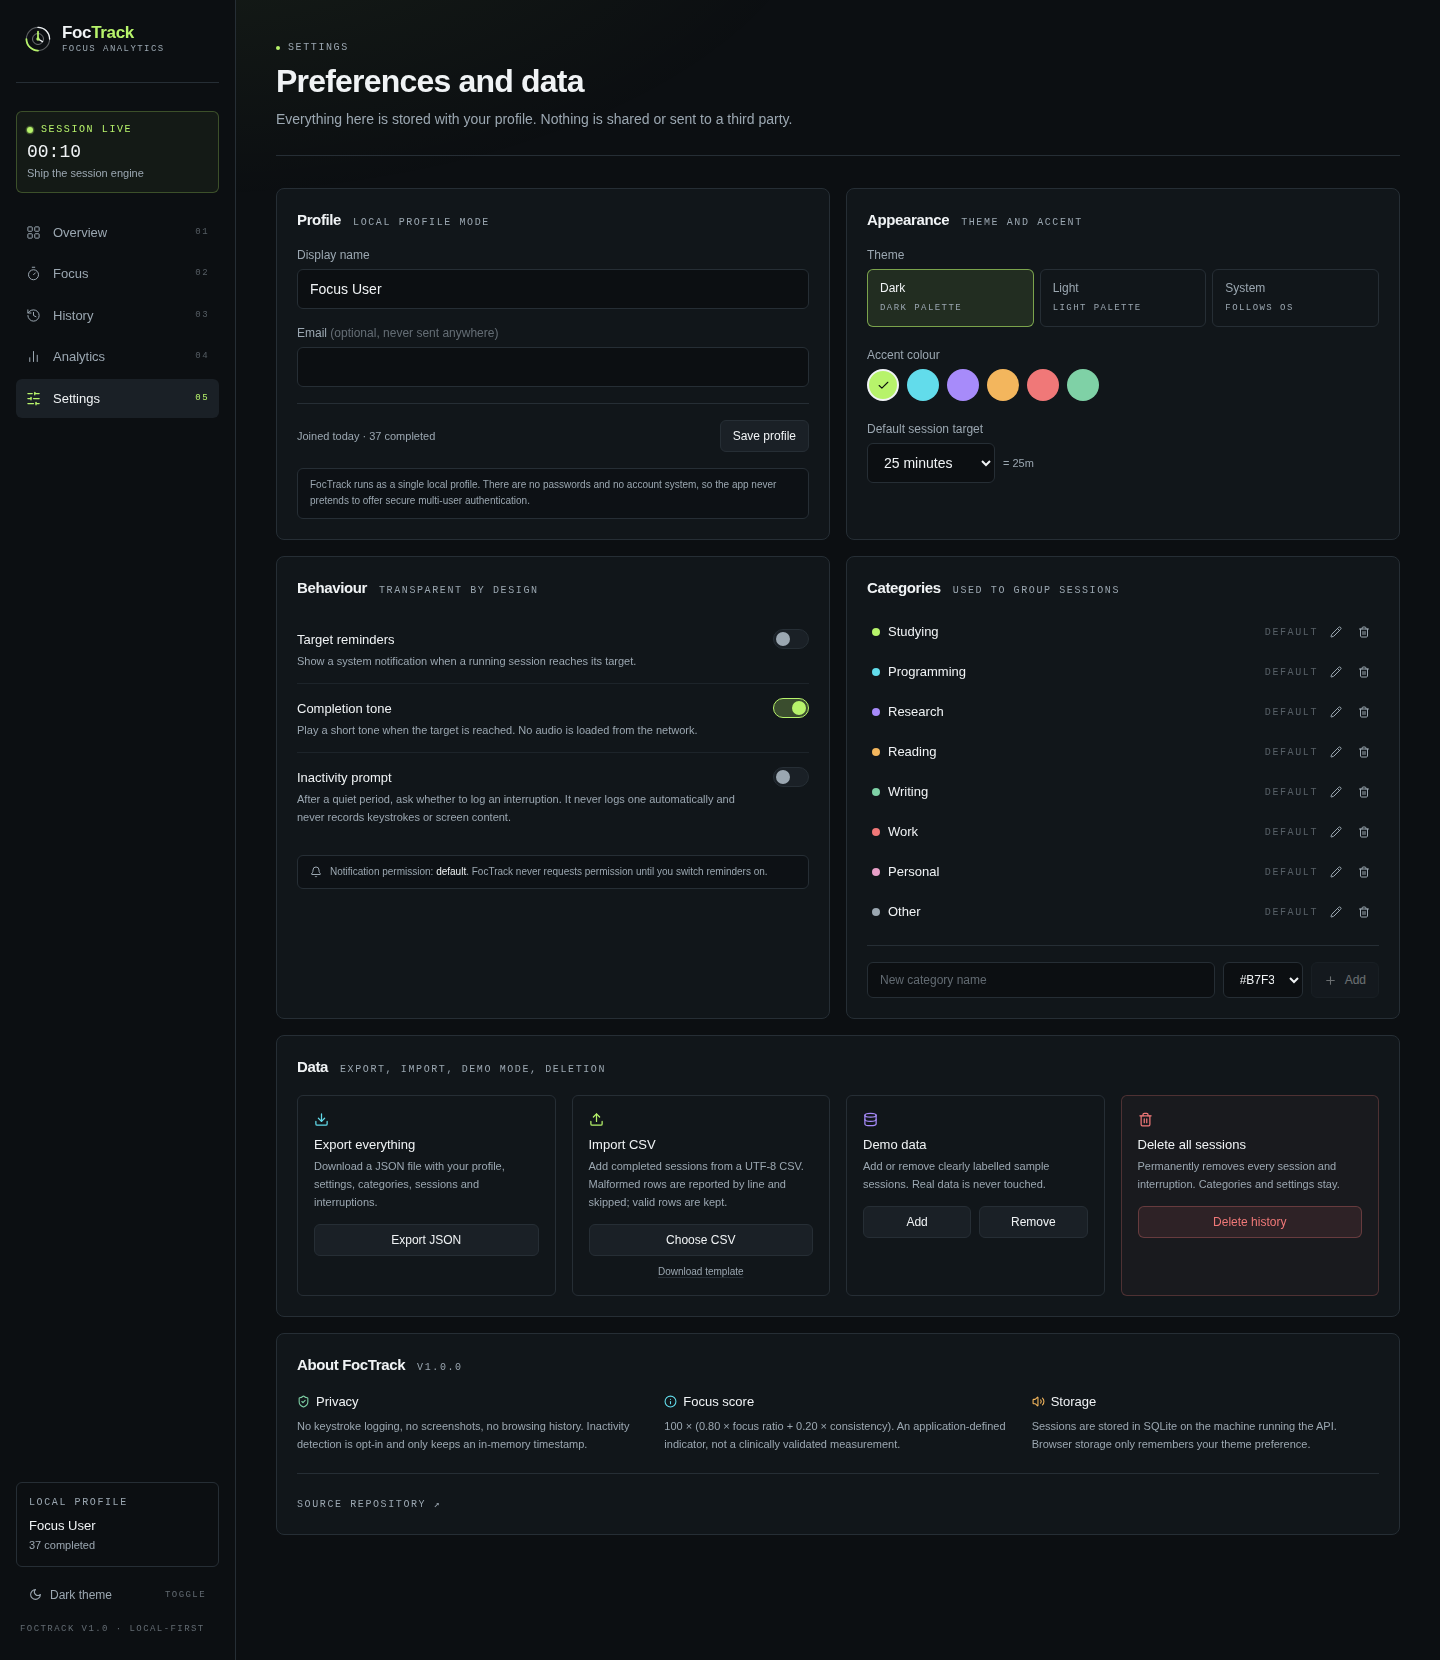 FocTrack
FOCUS ANALYTICS
SESSION LIVE
00:10
Ship the session engine
Overview 01
Focus 02
History 03
Analytics 04
Settings 05
LOCAL PROFILE
Focus User
37 completed
Dark theme TOGGLE
FOCTRACK V1.0 · LOCAL-FIRST
SETTINGS
Preferences and data
Everything here is stored with your profile. Nothing is shared or sent to a third party.
Profile LOCAL PROFILE MODE
Display name
Focus User
Email (optional, never sent anywhere)
Joined today · 37 completed Save profile
FocTrack runs as a single local profile. There are no passwords and no account system, so the app never
pretends to offer secure multi-user authentication.
Appearance THEME AND ACCENT
Theme
Dark
DARK PALETTE
Light
LIGHT PALETTE
System
FOLLOWS OS
Accent colour
Default session target
25 minutes = 25m
Behaviour TRANSPARENT BY DESIGN
Target reminders
Show a system notification when a running session reaches its target.
Completion tone
Play a short tone when the target is reached. No audio is loaded from the network.
Inactivity prompt
After a quiet period, ask whether to log an interruption. It never logs one automatically and
never records keystrokes or screen content.
Notification permission: default. FocTrack never requests permission until you switch reminders on.
Categories USED TO GROUP SESSIONS
Studying DEFAULT
Programming DEFAULT
Research DEFAULT
Reading DEFAULT
Writing DEFAULT
Work DEFAULT
Personal DEFAULT
Other DEFAULT
New category name #B7F3 Add
Data EXPORT, IMPORT, DEMO MODE, DELETION
Export everything
Download a JSON file with your profile,
settings, categories, sessions and
interruptions.
Export JSON
Import CSV
Add completed sessions from a UTF-8 CSV.
Malformed rows are reported by line and
skipped; valid rows are kept.
Choose CSV
Download template
Demo data
Add or remove clearly labelled sample
sessions. Real data is never touched.
Add Remove
Delete all sessions
Permanently removes every session and
interruption. Categories and settings stay.
Delete history
About FocTrack V1.0.0
Privacy
No keystroke logging, no screenshots, no browsing history. Inactivity
detection is opt-in and only keeps an in-memory timestamp.
Focus score
100 × (0.80 × focus ratio + 0.20 × consistency). An application-defined
indicator, not a clinically validated measurement.
Storage
Sessions are stored in SQLite on the machine running the API.
Browser storage only remembers your theme preference.
SOURCE REPOSITORY ↗